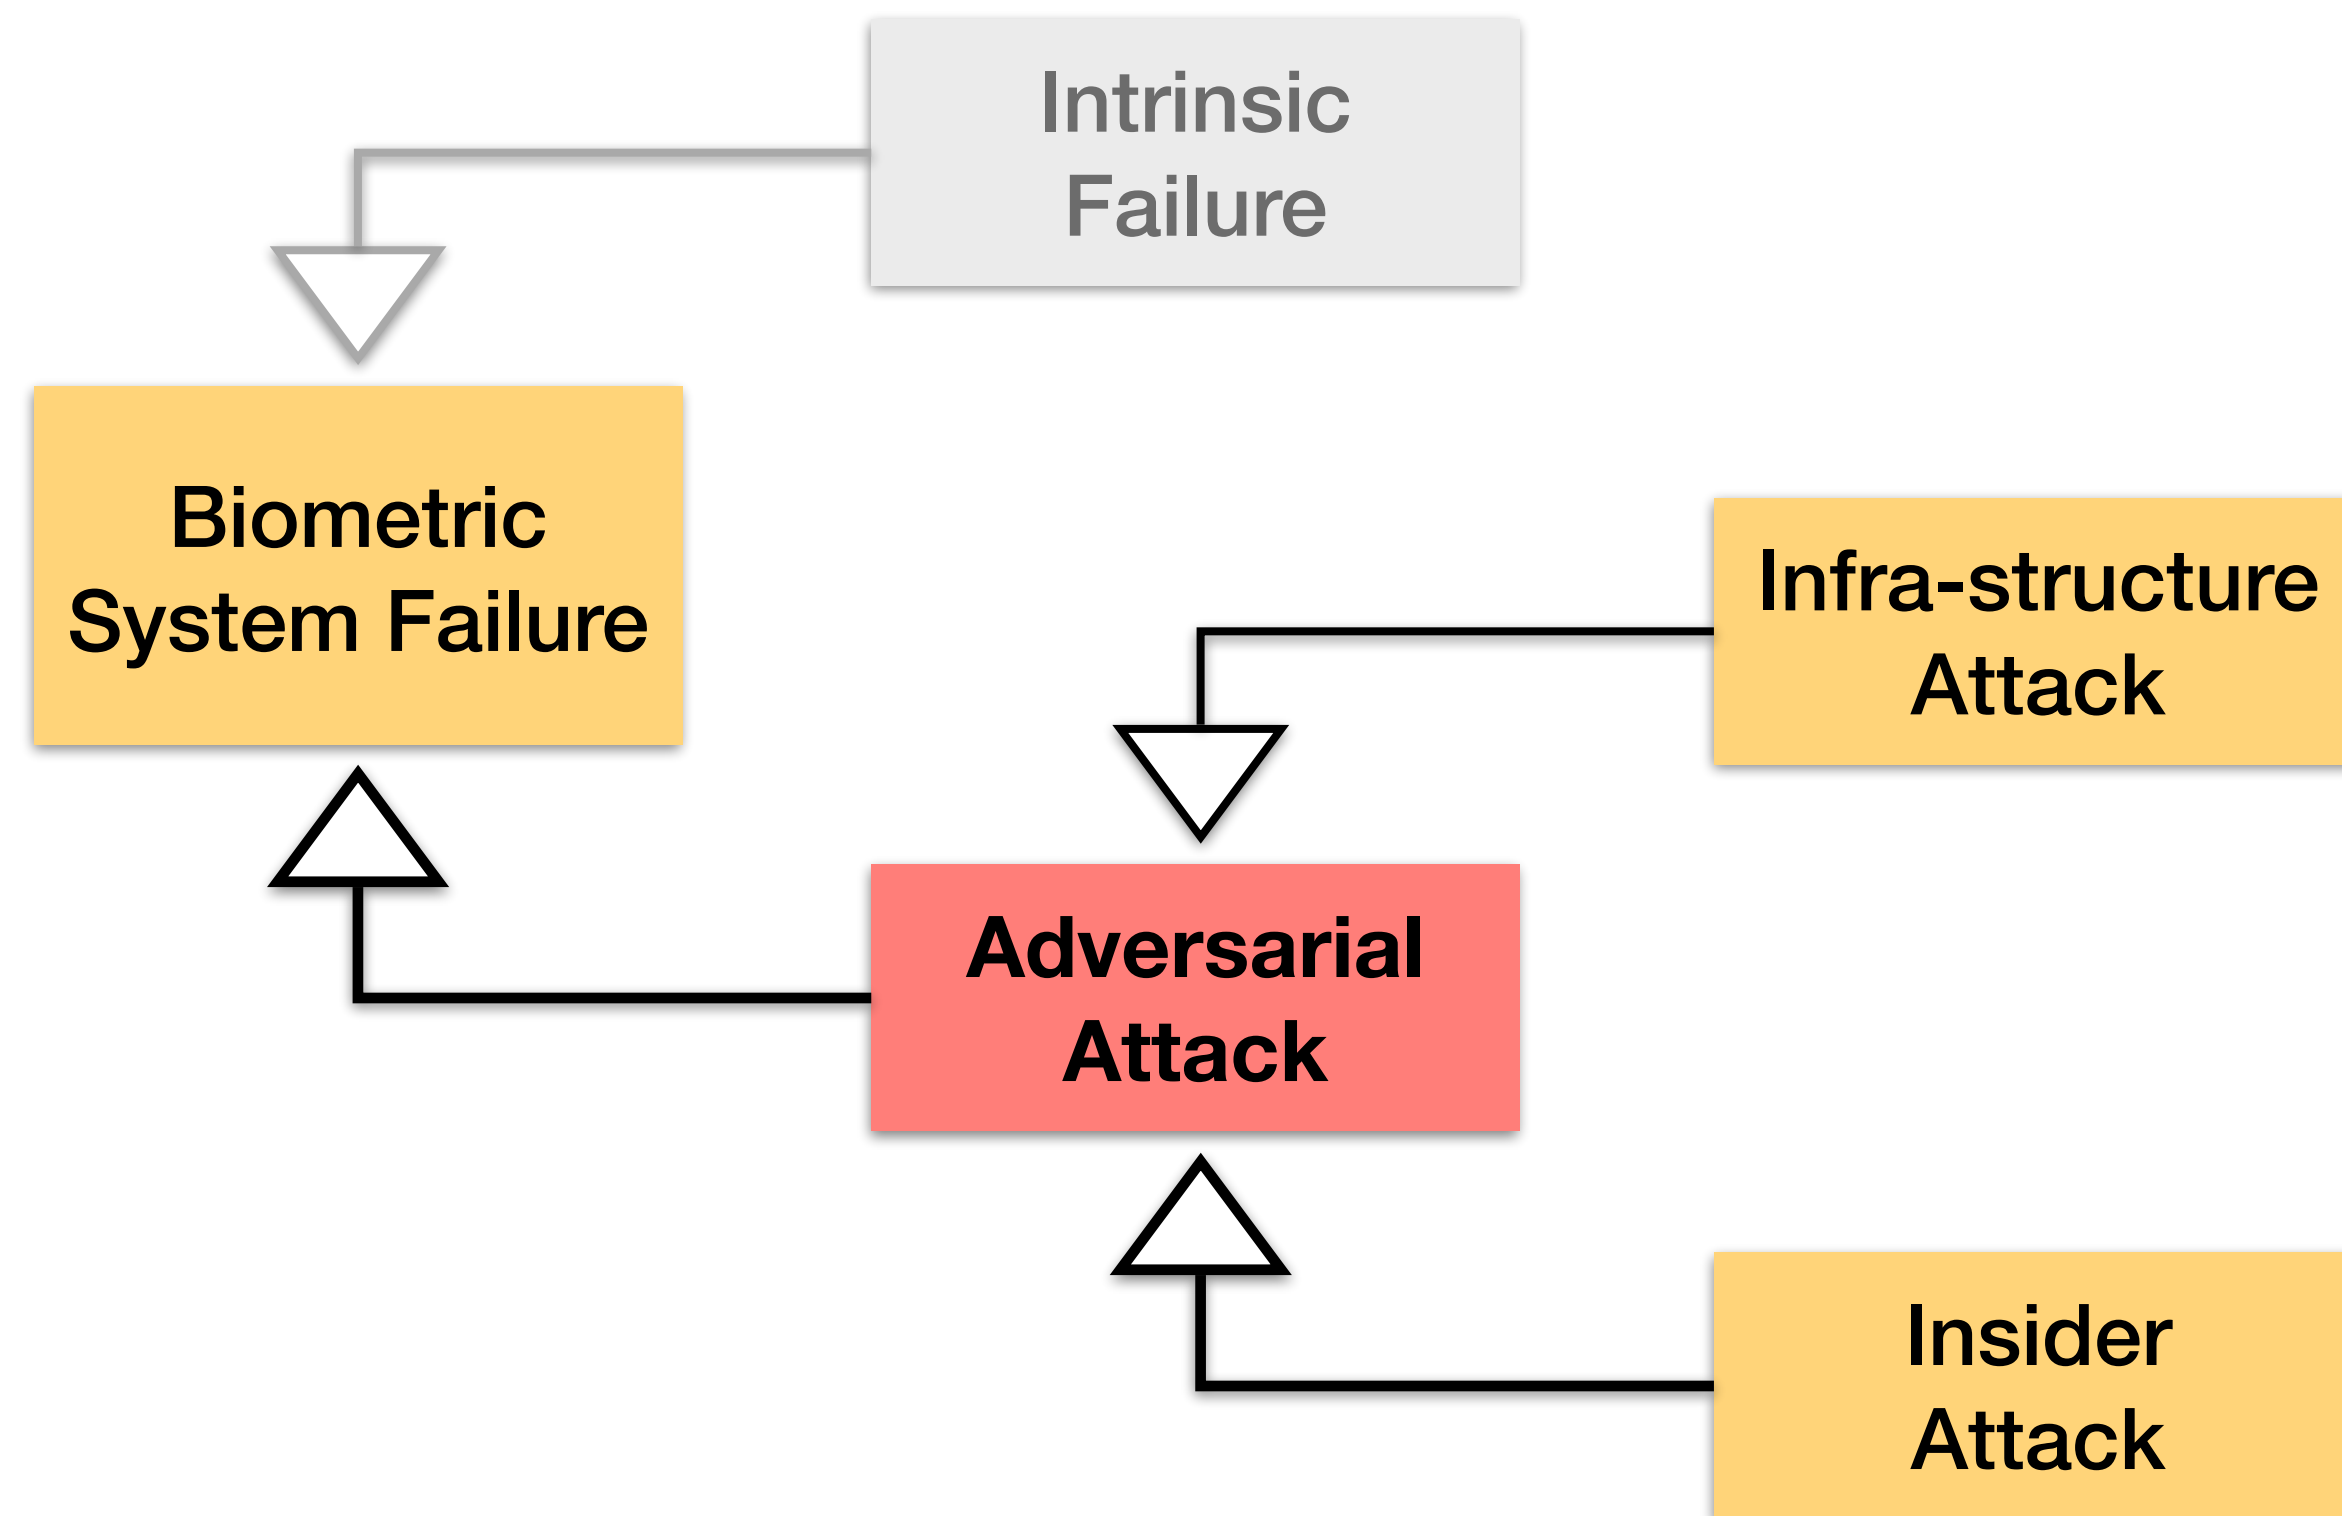 Intrinsic
Failure
Biometric
System Failure
Infra-structure
Attack
Adversarial
Attack
Insider
Attack